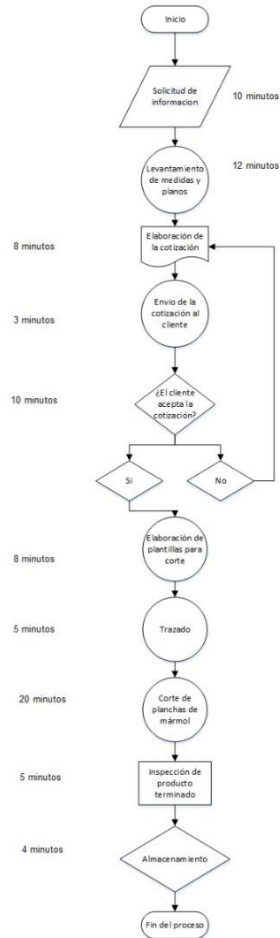 Inicio
Solicitud de
informacion
10 minutos
Levantamiento
de medidas y
planos
12 minutos
Elaboración de
la cotización
8 minutos
Envio de la
cotización al
cliente
3 minutos
¿El cliente
acepta la
cotización?
10 minutos
Si
No
Elaboración de
plantillas para
corte
8 minutos
Trazado
5 minutos
Corte de
planchas de
mármol
20 minutos
Inspección de
producto
terminado
5 minutos
Almacenamiento
4 minutos
Fin del proceso